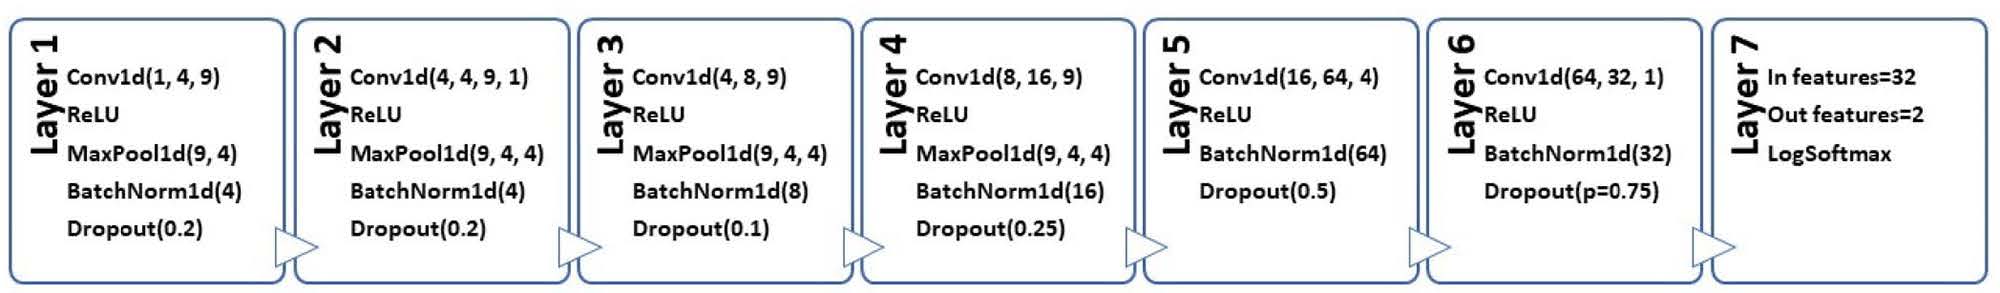 Layer 1
Conv1d(1, 4, 9)
ReLU
MaxPool1d(9, 4)
BatchNorm1d(4)
Dropout(0.2)
Layer 2
Conv1d(4, 4, 9, 1)
ReLU
MaxPool1d(9, 4, 4)
BatchNorm1d(4)
Dropout(0.2)
Layer 3
Conv1d(4, 8, 9)
ReLU
MaxPool1d(9, 4, 4)
BatchNorm1d(8)
Dropout(0.1)
Layer 4
Conv1d(8, 16, 9)
ReLU
MaxPool1d(9, 4, 4)
BatchNorm1d(16)
Dropout(0.25)
Layer 5
Conv1d(16, 64, 4)
ReLU
BatchNorm1d(64)
Dropout(0.5)
Layer 6
Conv1d(64, 32, 1)
ReLU
BatchNorm1d(32)
Dropout(p=0.75)
Layer 7
In features=32
Out features=2
LogSoftmax